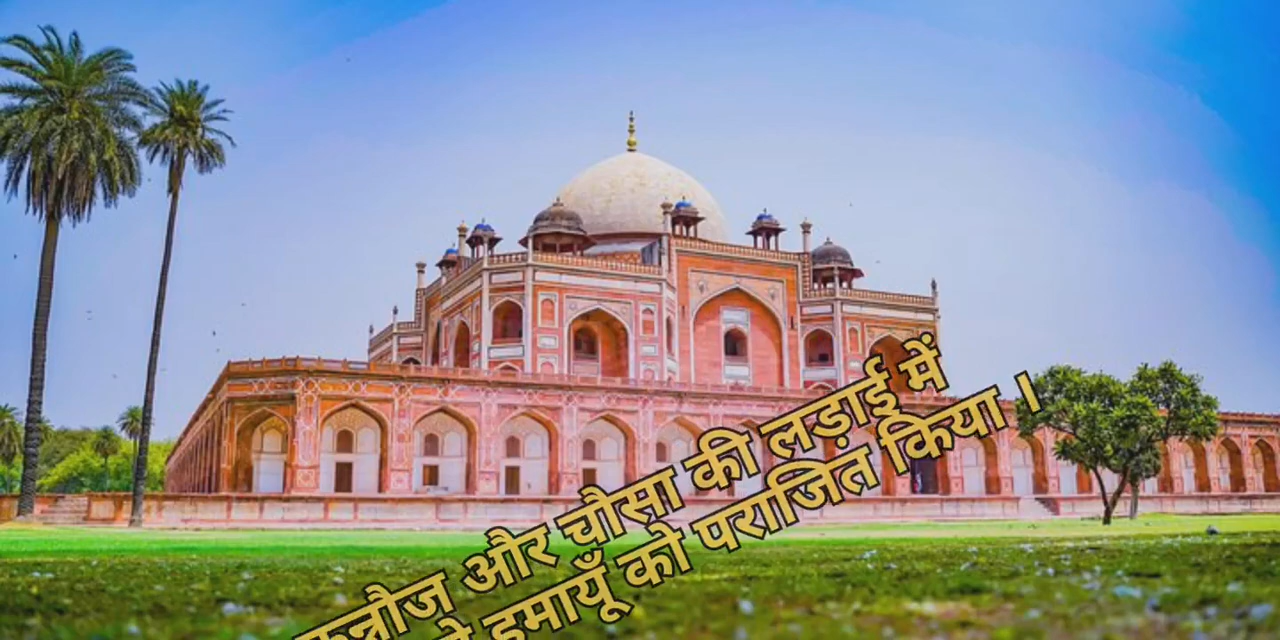 कन्नौज और चौसा की लड़ाई में
हुमायूँ को पराजित किया ।